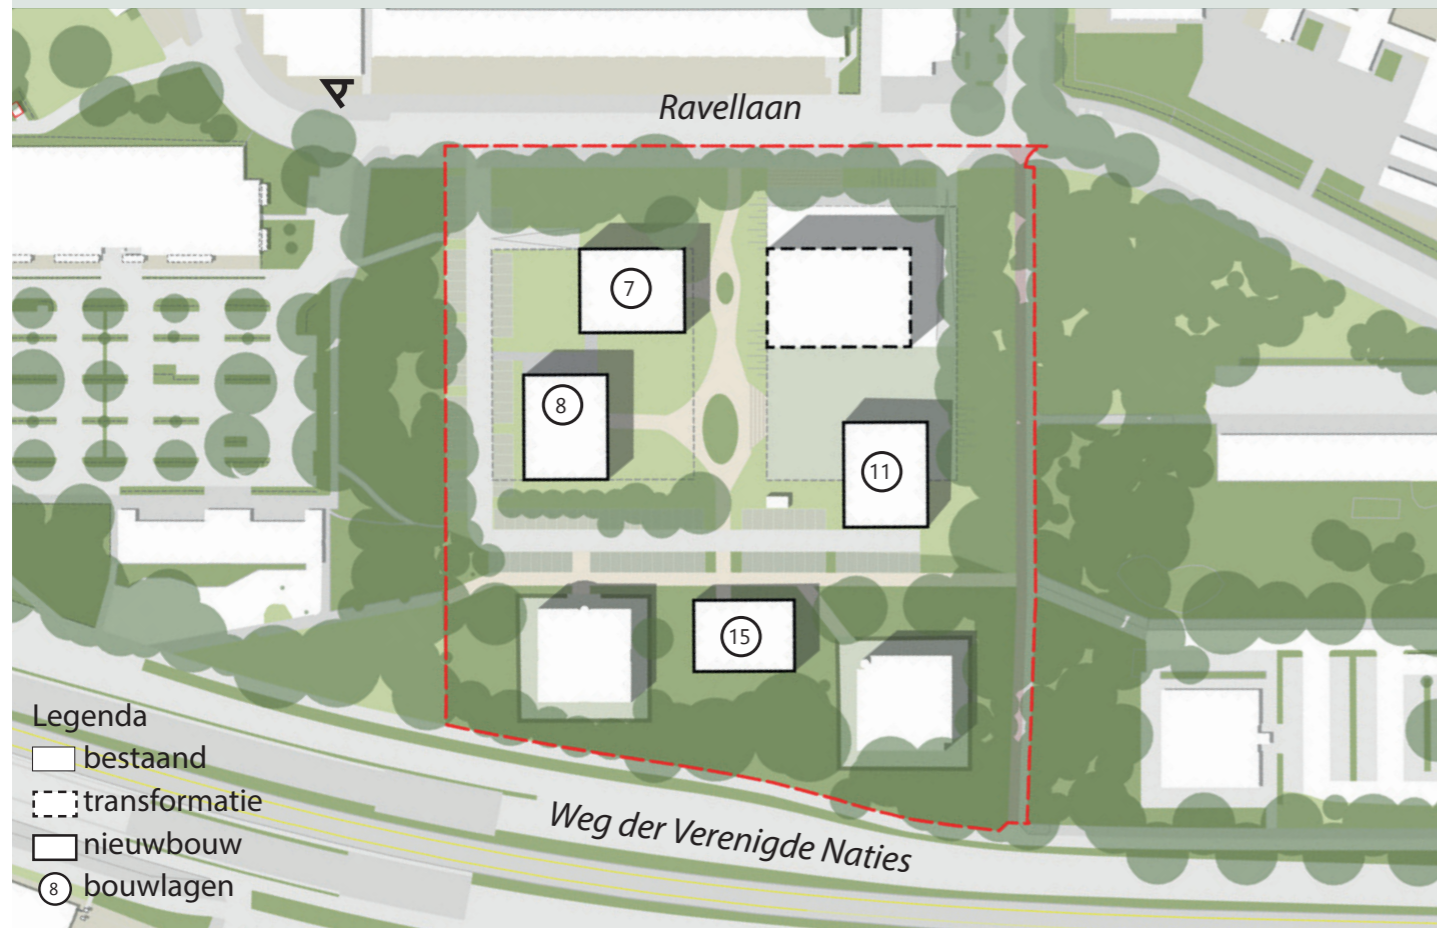 Ravellaan
7
8
11
15
Legenda
bestaand
transformatie
nieuwbouw
8 bouwlagen
Weg der Verenigde Naties